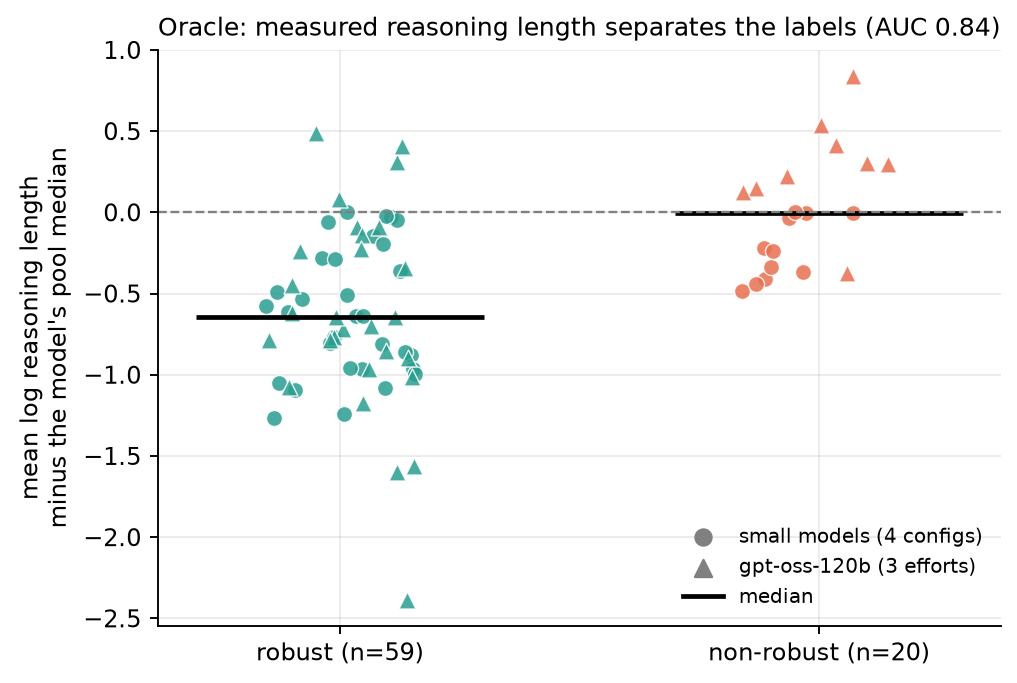 Oracle: measured reasoning length separates the labels (AUC 0.84)
mean log reasoning length
minus the model's pool median
1.0
0.5
0.0
−0.5
−1.0
−1.5
−2.0
−2.5
small models (4 configs)
gpt-oss-120b (3 efforts)
median
robust (n=59)
non-robust (n=20)